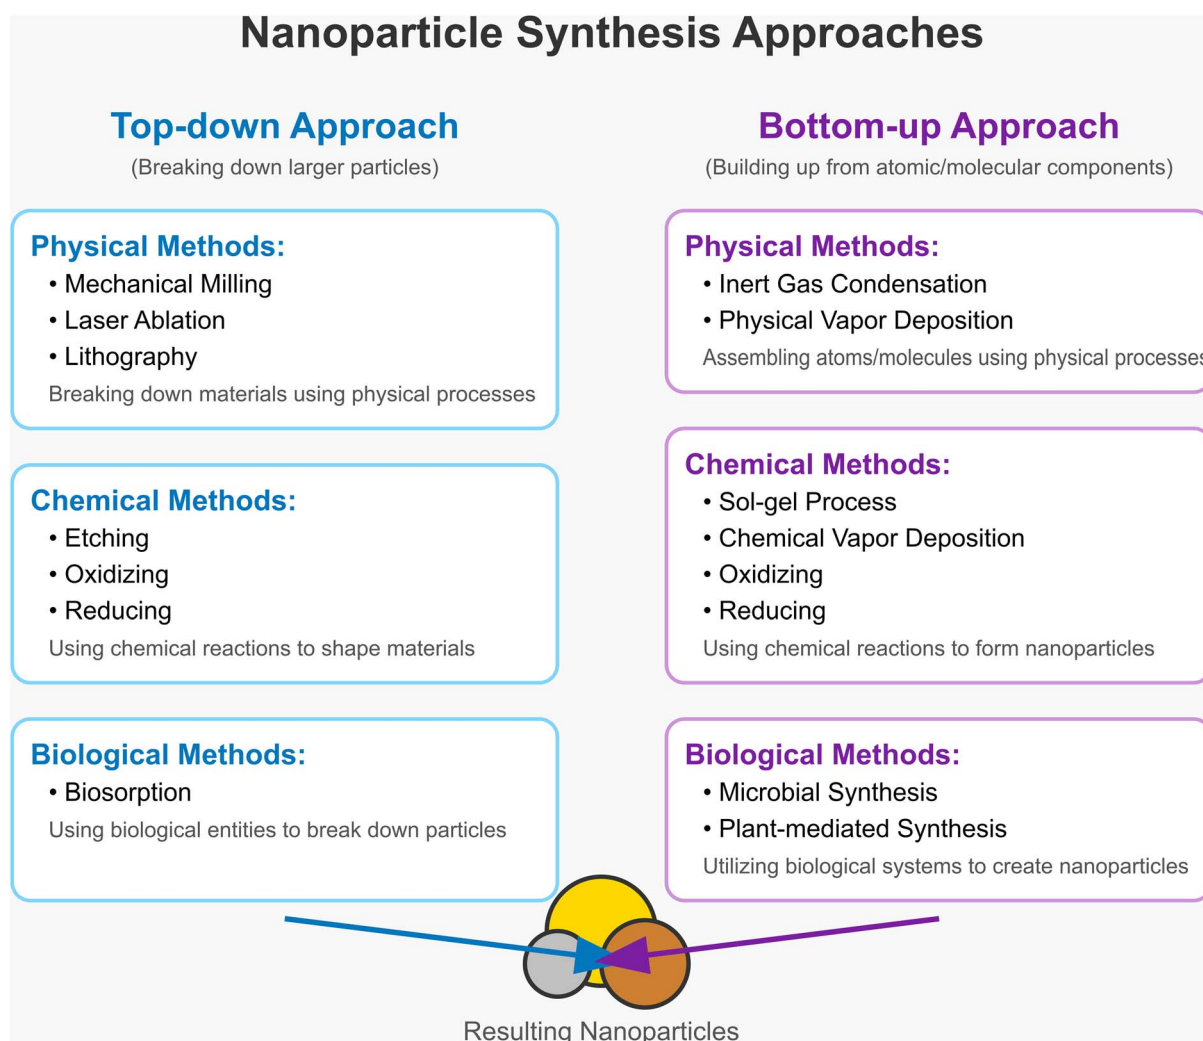 Nanoparticle Synthesis Approaches
Top-down Approach
(Breaking down larger particles)
Physical Methods:
• Mechanical Milling
• Laser Ablation
• Lithography
Breaking down materials using physical processes
Chemical Methods:
• Etching
• Oxidizing
• Reducing
Using chemical reactions to shape materials
Biological Methods:
• Biosorption
Using biological entities to break down particles
Bottom-up Approach
(Building up from atomic/molecular components)
Physical Methods:
• Inert Gas Condensation
• Physical Vapor Deposition
Assembling atoms/molecules using physical processes
Chemical Methods:
• Sol-gel Process
• Chemical Vapor Deposition
• Oxidizing
• Reducing
Using chemical reactions to form nanoparticles
Biological Methods:
• Microbial Synthesis
• Plant-mediated Synthesis
Utilizing biological systems to create nanoparticles
Resulting Nanoparticles